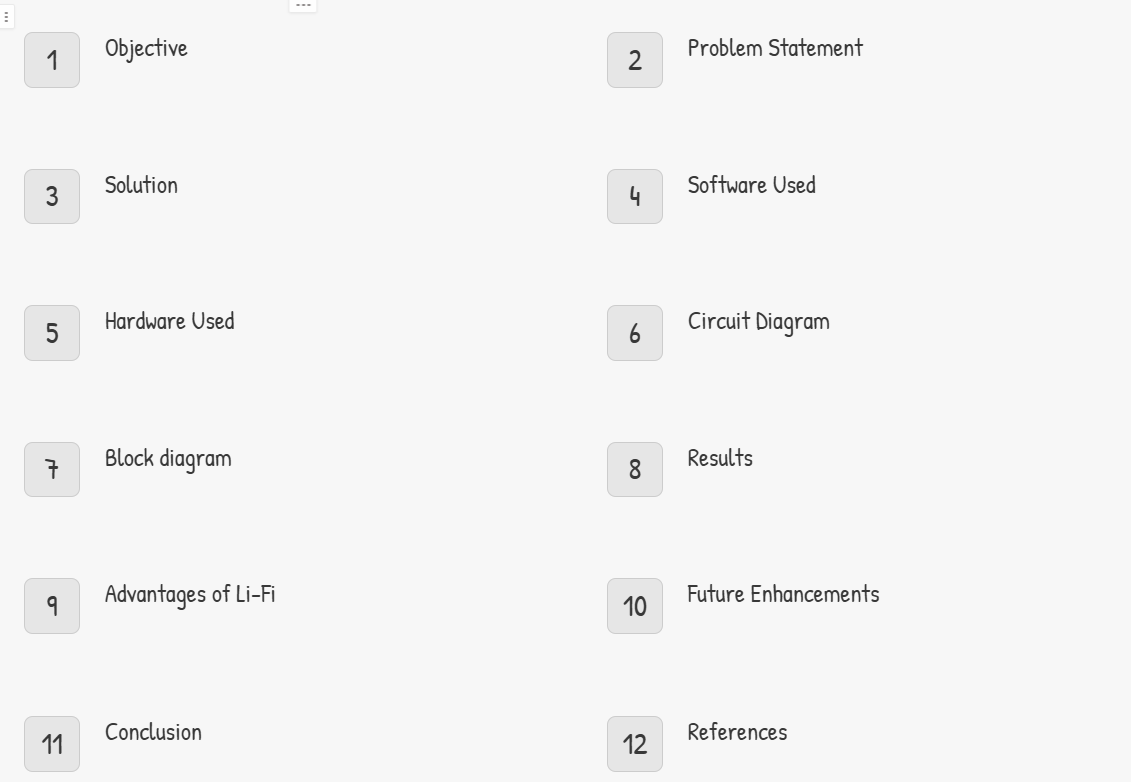 1 Objective
2 Problem Statement
3 Solution
4 Software Used
5 Hardware Used
6 Circuit Diagram
7 Block diagram
8 Results
9 Advantages of Li-Fi
10 Future Enhancements
11 Conclusion
12 References